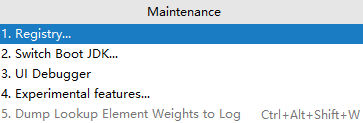 Maintenance
1. Registry...
2. Switch Boot JDK...
3. UI Debugger
4. Experimental features...
5. Dump Lookup Element Weights to Log Ctrl+Alt+Shift+W